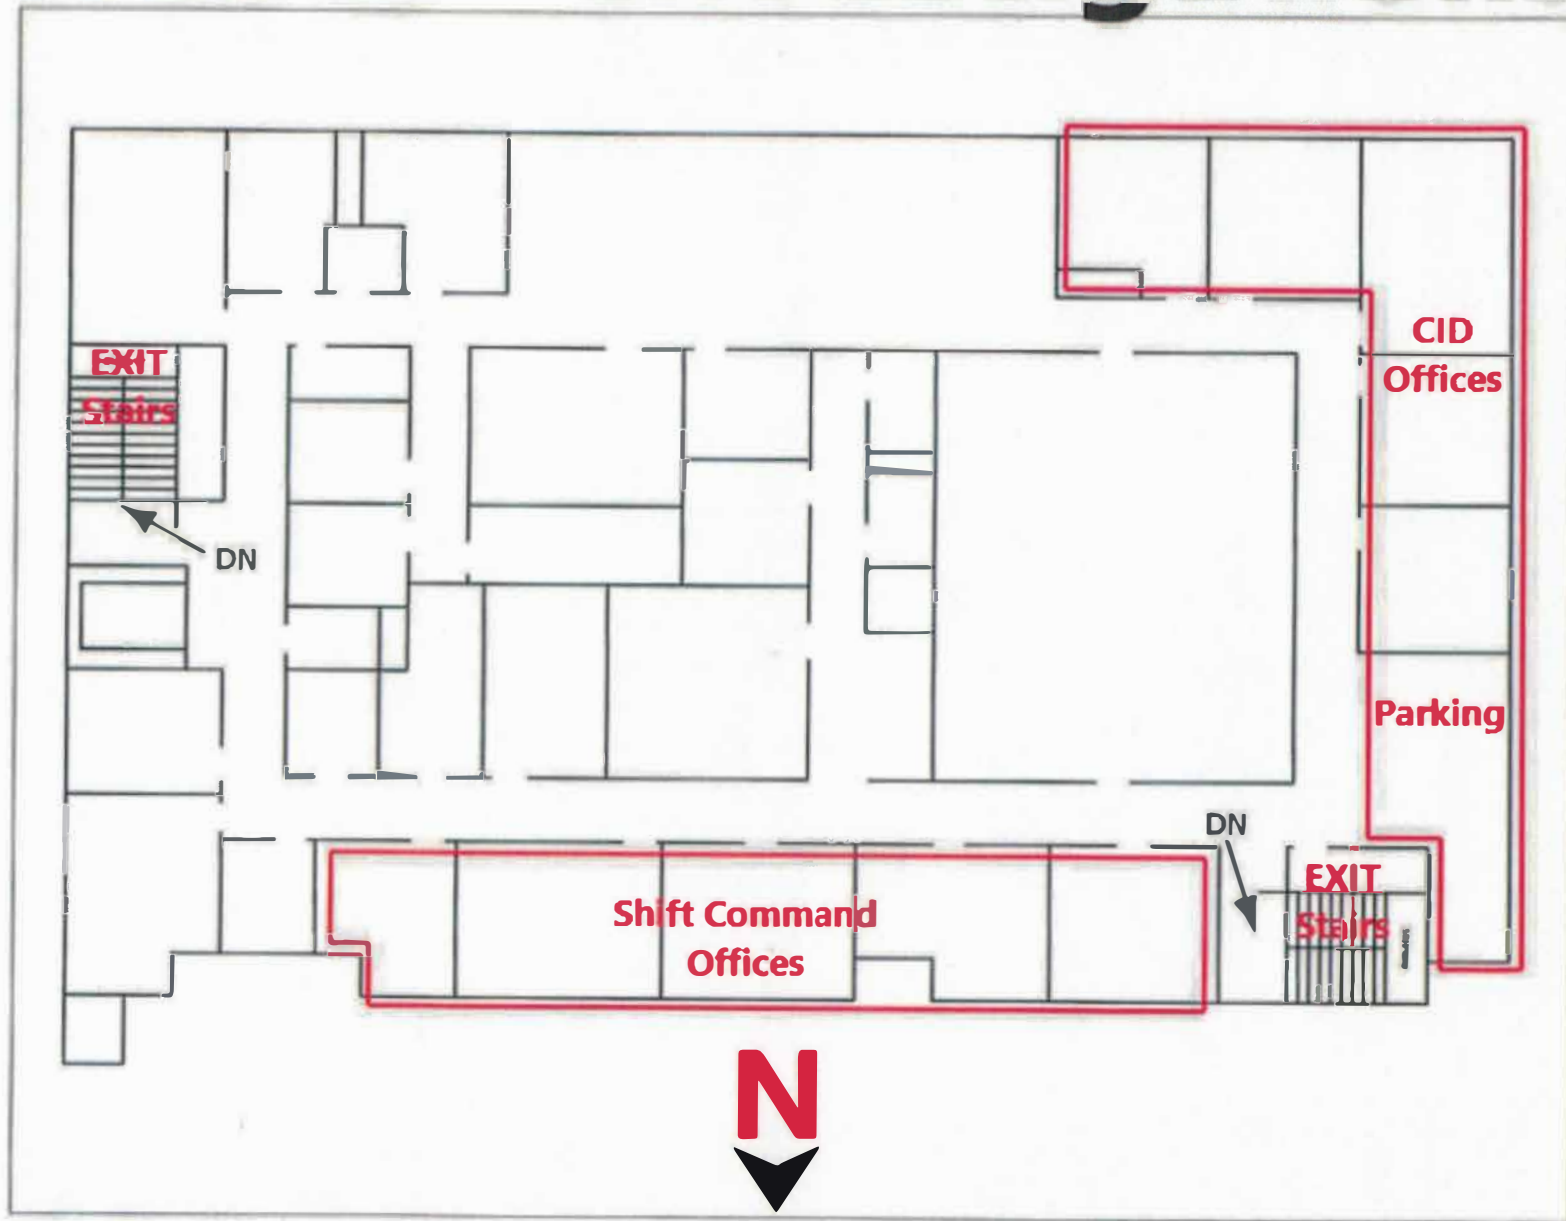 EXIT
Stairs
DN
CID
Offices
Parking
DN
EXIT
Stairs
Shift Command
Offices
N